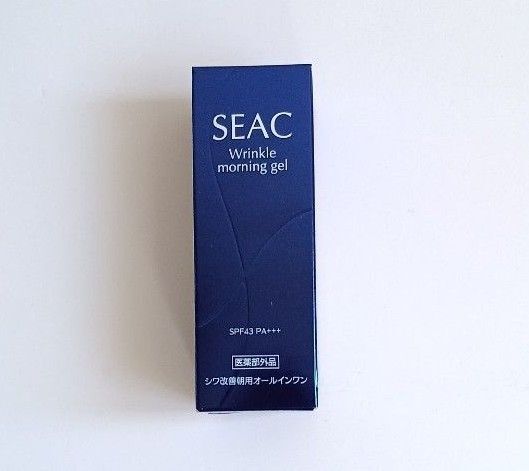 SEAC
Wrinkle
morning gel
SPF43 PA+++
医薬部外品
シワ改善朝用オールインワン